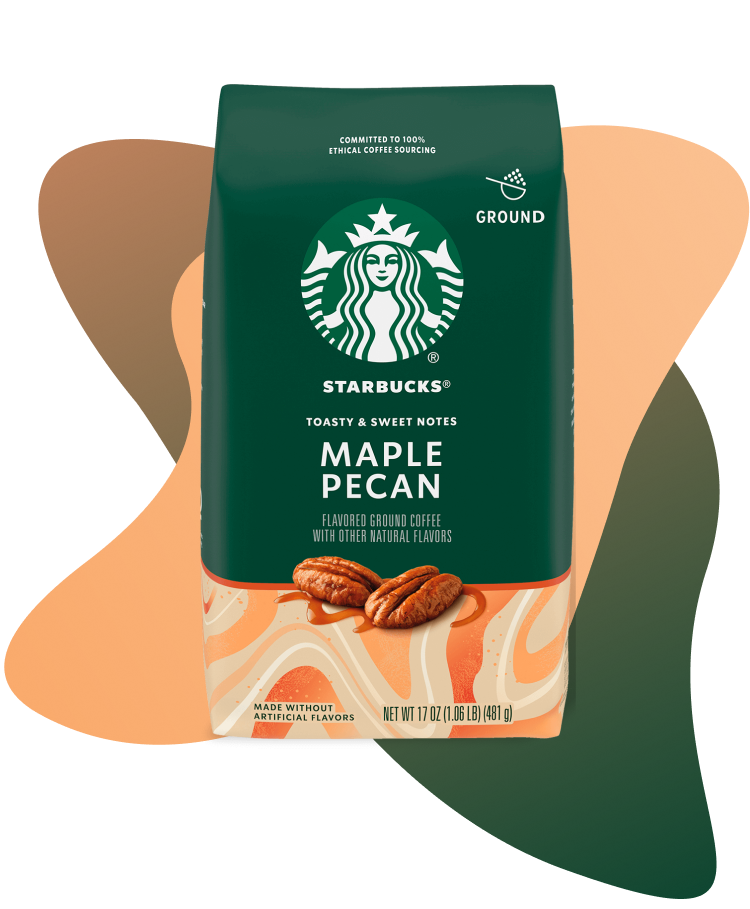 COMMITTED TO 100%
ETHICAL COFFEE SOURCING
GROUND
®
STARBUCKS®
TOASTY & SWEET NOTES
MAPLE
PECAN
FLAVORED GROUND COFFEE
WITH OTHER NATURAL FLAVORS
MADE WITHOUT
ARTIFICIAL FLAVORS
NET WT 17 OZ (1.06 LB) (481 g)